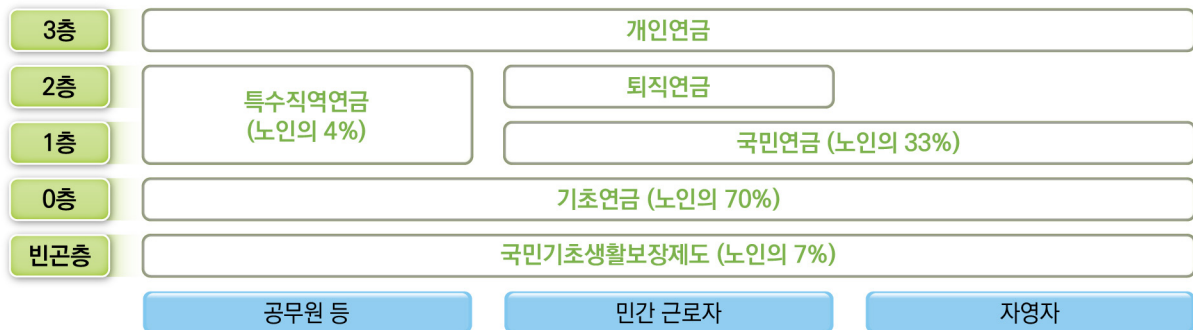 3층
개인연금
2층
특수직역연금
(노인의 4%)
퇴직연금
1층
국민연금 (노인의 33%)
0층
기초연금 (노인의 70%)
빈곤층
국민기초생활보장제도 (노인의 7%)
공무원 등
민간 근로자
자영자